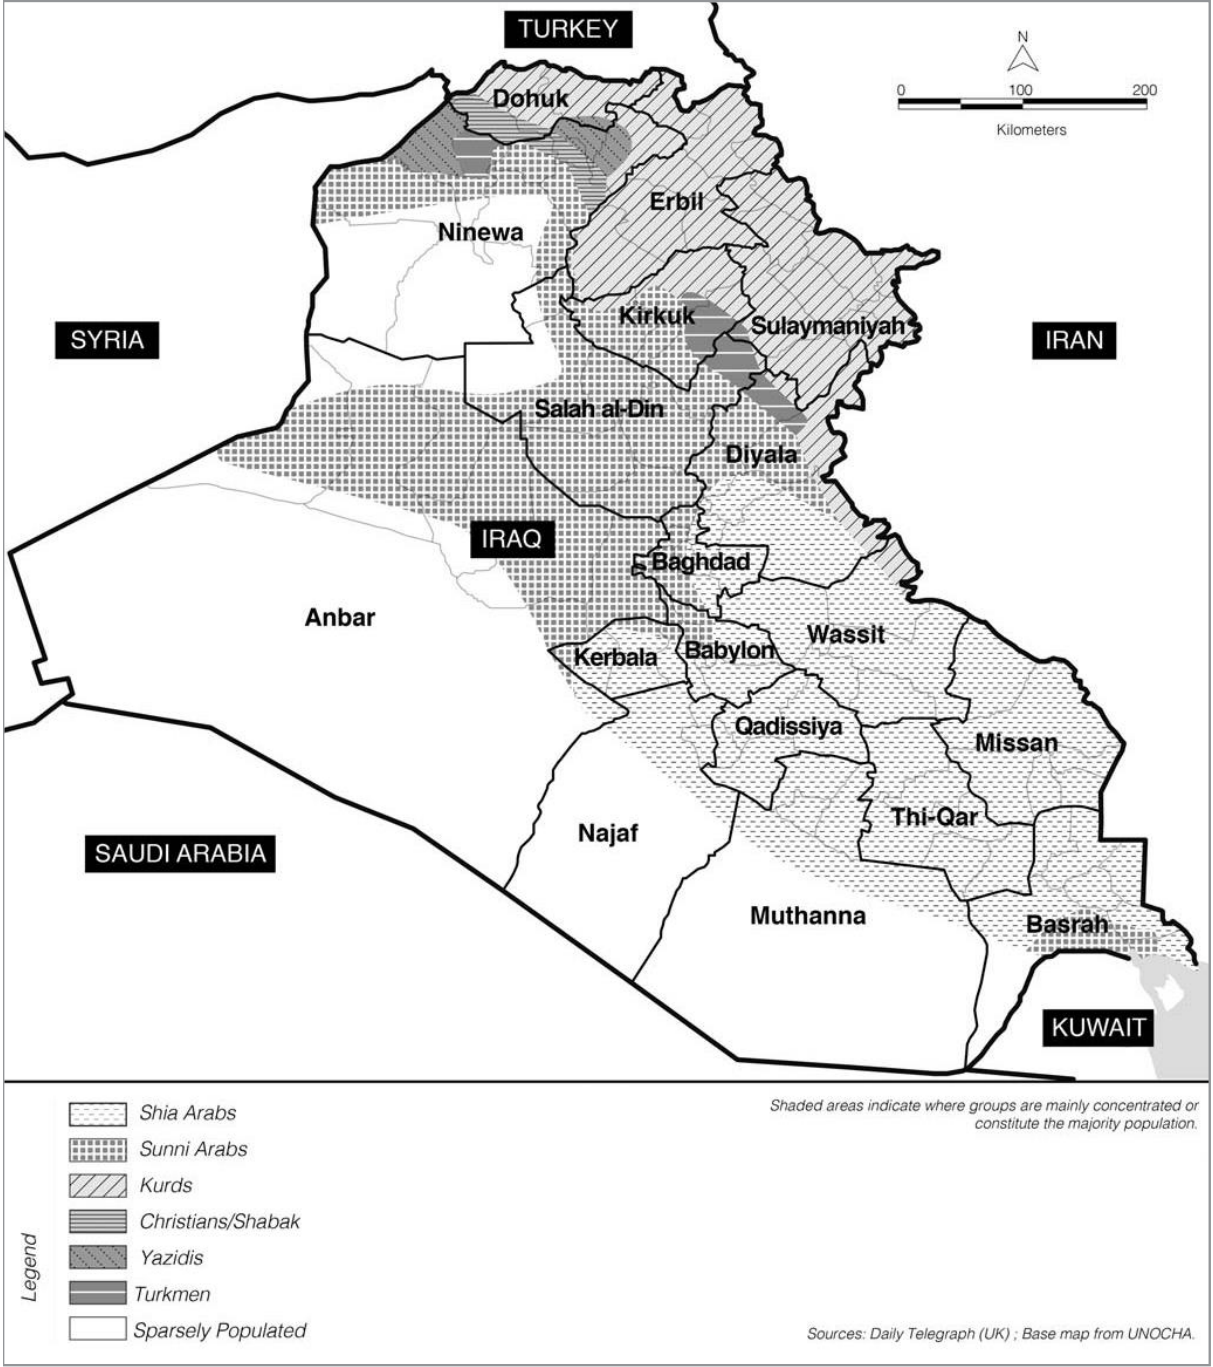 TURKEY
N
0 100 200
Kilometers
Dohuk
Erbil
Ninewa
Kirkuk
Sulaymaniyah
SYRIA
IRAN
Salah al-Din
Diyala
IRAQ
Baghdad
Anbar
Wassit
Kerbala
Babylon
Qadissiya
Missan
Thi-Qar
Najaf
SAUDI ARABIA
Muthanna
Basrah
KUWAIT
Shaded areas indicate where groups are mainly concentrated or
constitute the majority population.
Legend
Shia Arabs
Sunni Arabs
Kurds
Christians/Shabak
Yazidis
Turkmen
Sparsely Populated
Sources: Daily Telegraph (UK) ; Base map from UNOCHA.